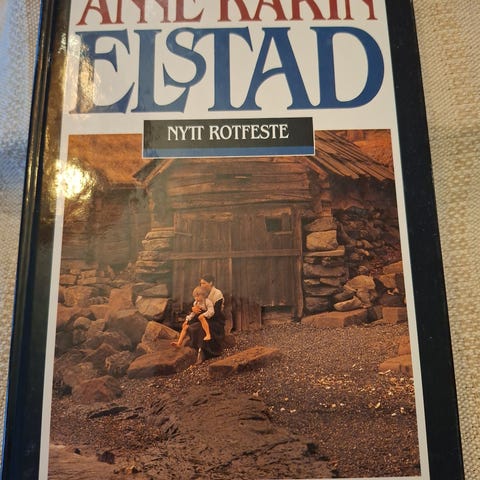 ANNE KARIN
ELSTAD
NYTT ROTFESTE